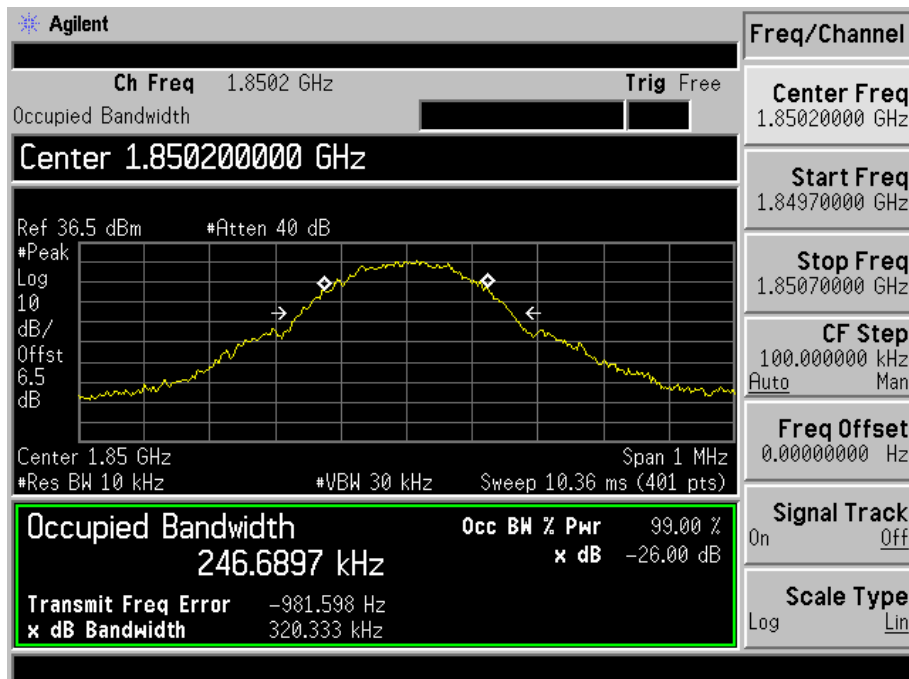 Agilent
Freq/Channel
Ch Freq 1.8502 GHz Trig Free
Occupied Bandwidth
Center 1.850200000 GHz
Ref 36.5 dBm #Atten 40 dB
#Peak
Log
10
dB/
Offst
6.5
dB
Center 1.85 GHz Span 1 MHz
#Res BW 10 kHz #VBW 30 kHz Sweep 10.36 ms (401 pts)
Occupied Bandwidth Occ BW % Pwr 99.00 %
246.6897 kHz x dB -26.00 dB
Transmit Freq Error -981.598 Hz
x dB Bandwidth 320.333 kHz
Center Freq
1.85020000 GHz
Start Freq
1.84970000 GHz
Stop Freq
1.85070000 GHz
CF Step
100.000000 kHz
Auto Man
Freq Offset
0.00000000 Hz
Signal Track
On Off
Scale Type
Log Lin